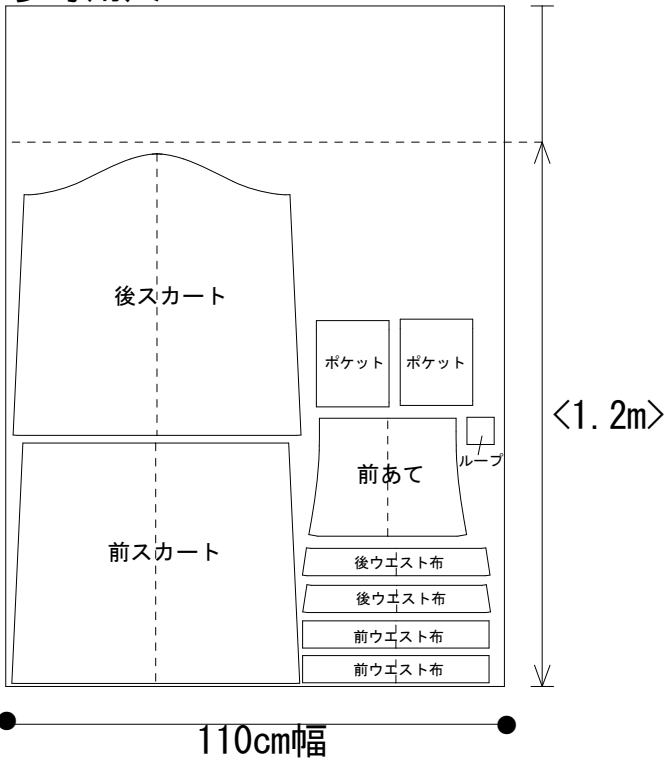 後スカート
ポケット
ポケット
ループ
前あて
前スカート
後ウエスト布
後ウエスト布
前ウエスト布
前ウエスト布
<1.2m>
110cm幅